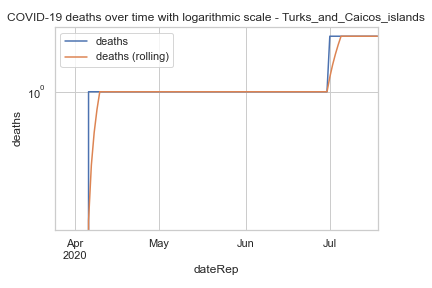 COVID-19 deaths over time with logarithmic scale - Turks_and_Caicos_islands
deaths
deaths (rolling)
10⁰
deaths
Apr
2020
May
Jun
Jul
dateRep